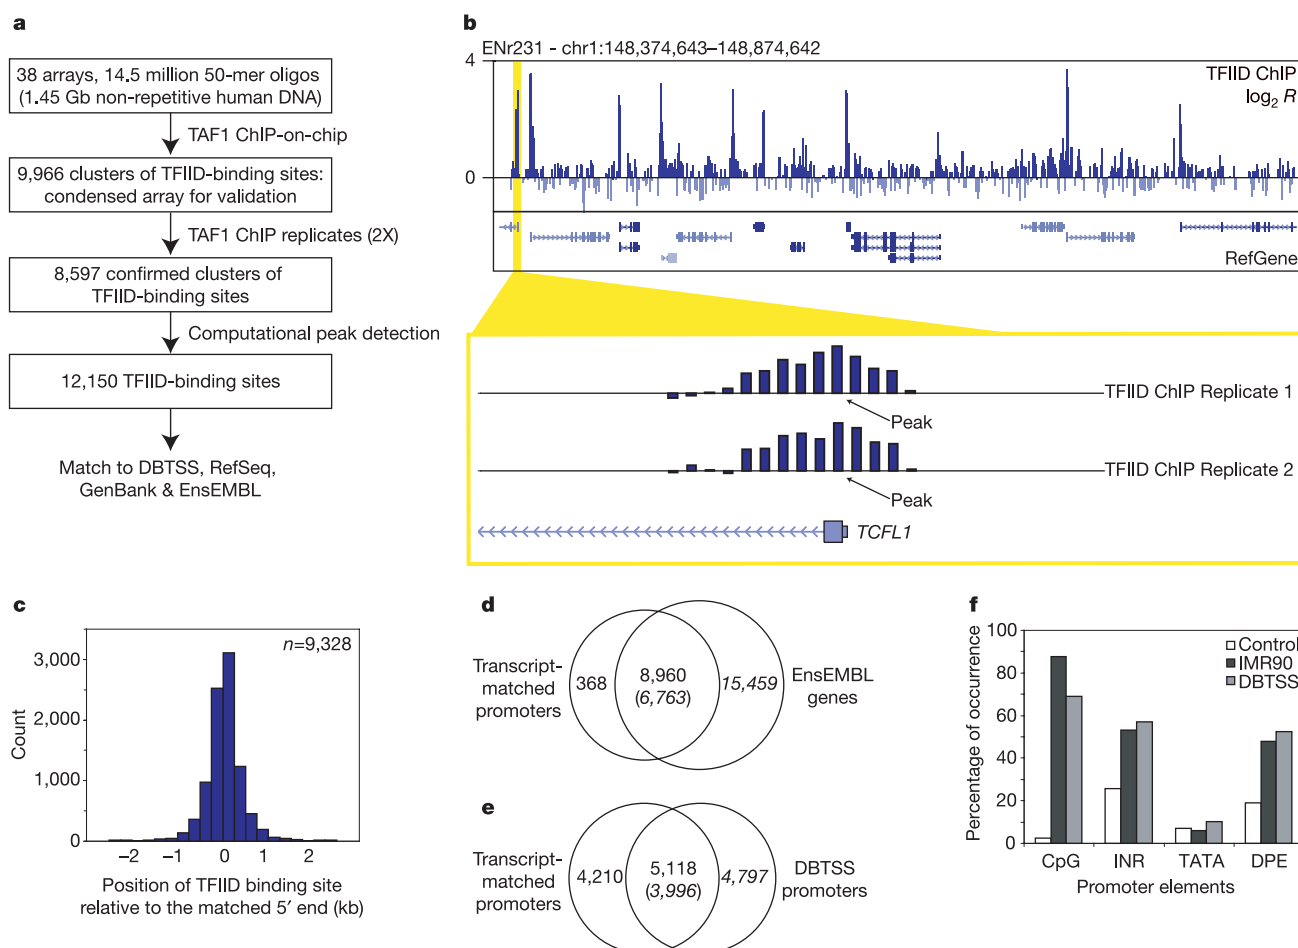 a
38 arrays, 14.5 million 50-mer oligos
(1.45 Gb non-repetitive human DNA)
TAF1 ChIP-on-chip
9,966 clusters of TFIID-binding sites:
condensed array for validation
TAF1 ChIP replicates (2X)
8,597 confirmed clusters of
TFIID-binding sites
Computational peak detection
12,150 TFIID-binding sites
Match to DBTSS, RefSeq,
GenBank & EnsEMBL
b
ENr231 - chr1:148,374,643–148,874,642
4
0
TFIID ChIP
log2 R
RefGene
TFIID ChIP Replicate 1
Peak
TFIID ChIP Replicate 2
Peak
TCFL1
c
n=9,328
Count
3,000
2,000
1,000
0
−2 −1 0 1 2
Position of TFIID binding site
relative to the matched 5′ end (kb)
d
Transcript-
matched
promoters
368
8,960
(6,763)
15,459
EnsEMBL
genes
e
Transcript-
matched
promoters
4,210
5,118
(3,996)
4,797
DBTSS
promoters
f
Percentage of occurrence
100
80
60
40
20
0
Control
IMR90
DBTSS
CpG INR TATA DPE
Promoter elements